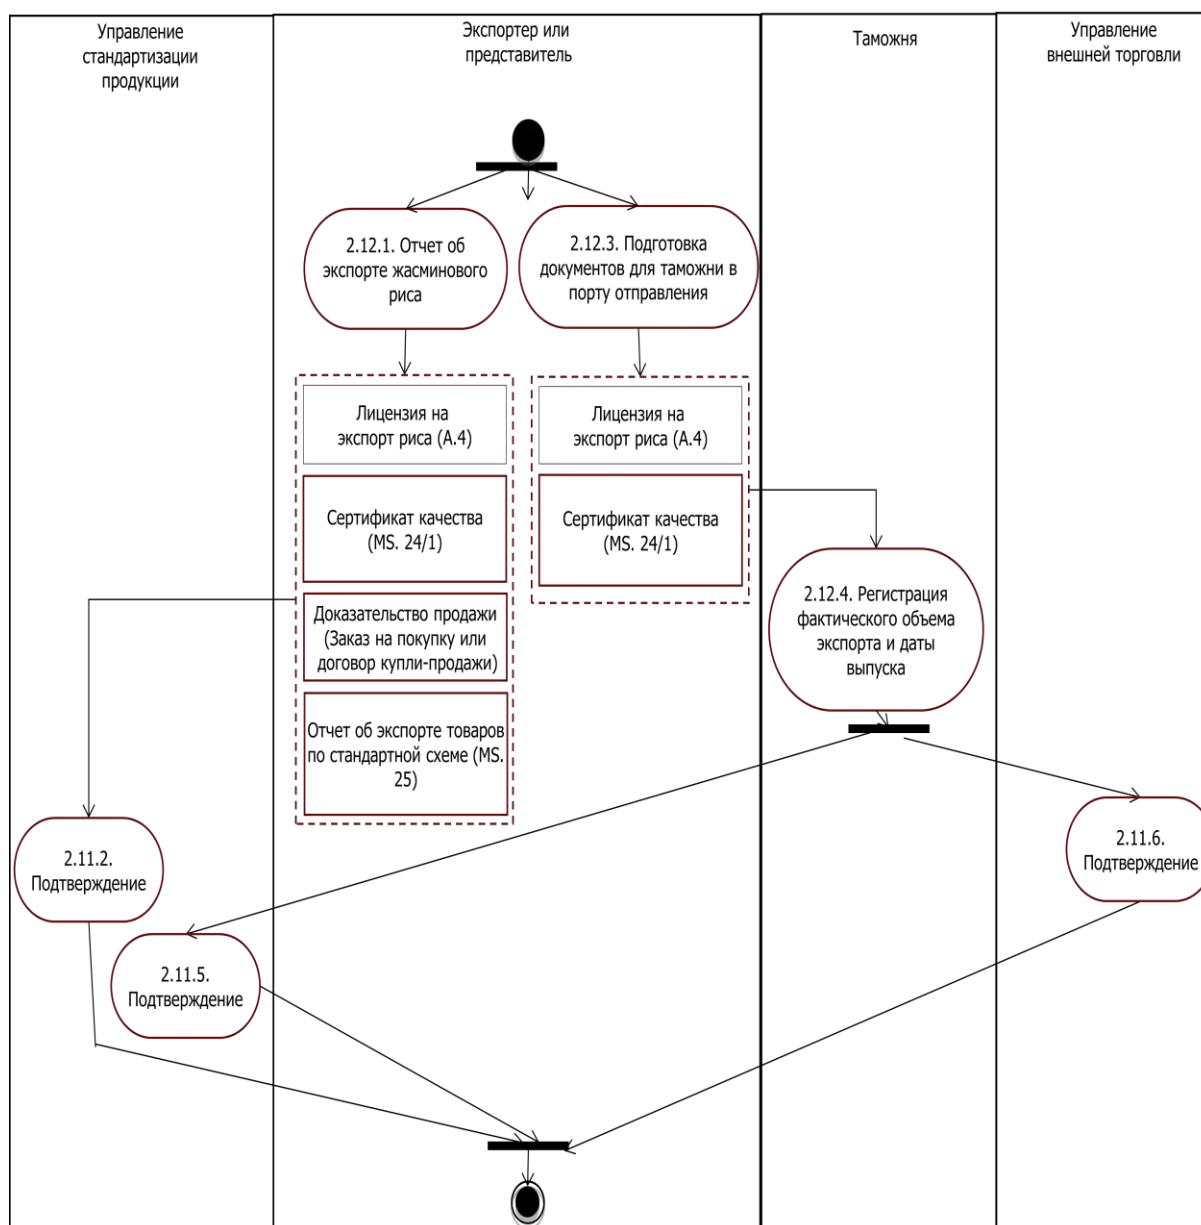 Управление
стандартизации
продукции
Экспортер или
представитель
Таможня
Управление
внешней торговли
2.12.1. Отчет об
экспорте жасминового
риса
2.12.3. Подготовка
документов для таможни в
порту отправления
Лицензия на
экспорт риса (A.4)
Сертификат качества
(MS. 24/1)
Доказательство продажи
(Заказ на покупку или
договор купли-продажи)
Отчет об экспорте товаров
по стандартной схеме (MS.
25)
Лицензия на
экспорт риса (A.4)
Сертификат качества
(MS. 24/1)
2.12.4. Регистрация
фактического объема
экспорта и даты
выпуска
2.11.2.
Подтверждение
2.11.5.
Подтверждение
2.11.6.
Подтверждение